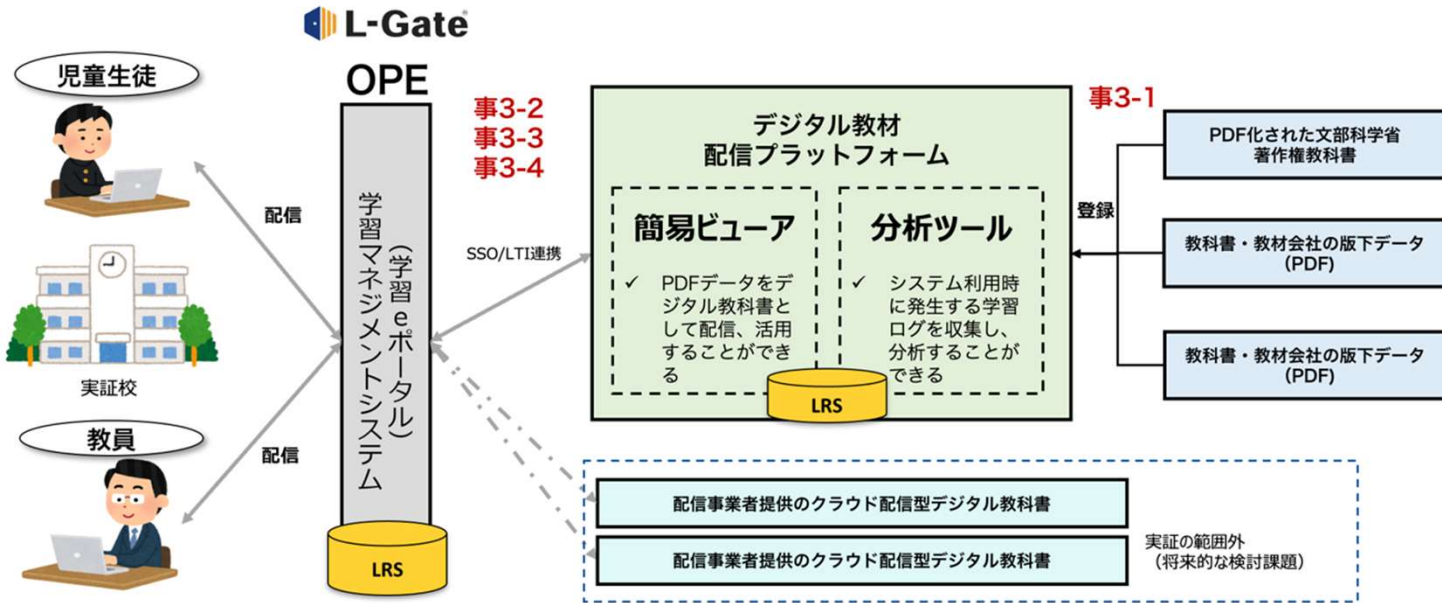 L-Gate
児童生徒
OPE
学習マネジメントシステム
(学習eポータル)
LRS
配信
実証校
教員
配信
事3-2
事3-3
事3-4
SSO/LTI連携
デジタル教材
配信プラットフォーム
簡易ビューア
✓ PDFデータをデ
ジタル教科書と
して配信、活用
することができ
る
分析ツール
✓ システム利用時
に発生する学習
ログを収集し、
分析することが
できる
LRS
事3-1
登録
PDF化された文部科学省
著作権教科書
教科書・教材会社の版下データ
(PDF)
教科書・教材会社の版下データ
(PDF)
配信事業者提供のクラウド配信型デジタル教科書
配信事業者提供のクラウド配信型デジタル教科書
実証の範囲外
(将来的な検討課題)